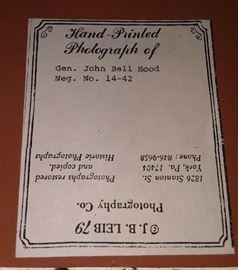 Hand-Printed
Photograph of
Gen. John Bell Hood
Neg. No. 14-42
© J. B. LEIB 79
Photography Co.
Photographs restored
and copied.
Historic Photographs
1826 Stanton St.
York, Pa. 17404
Phone: 846-9658